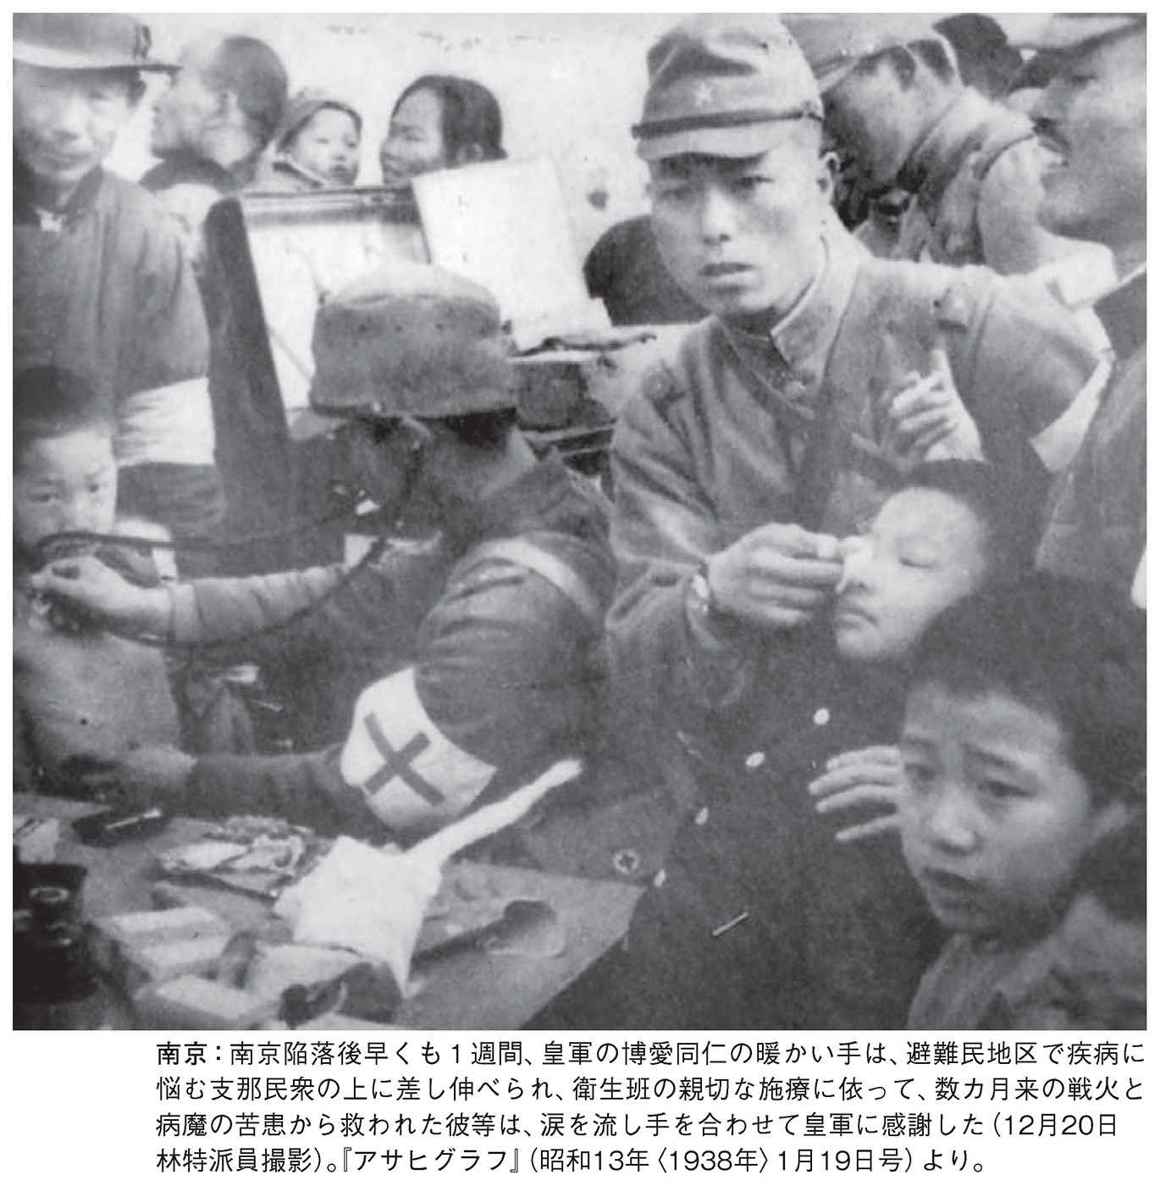 南京：南京陥落後早くも１週間、皇軍の博愛同仁の暖かい手は、避難民地区で疾病に
悩む支那民衆の上に差し伸べられ、衛生班の親切な施療に依って、数カ月来の戦火と
病魔の苦患から救われた彼等は、涙を流し手を合わせて皇軍に感謝した（12月20日
林特派員撮影）。『アサヒグラフ』（昭和13年〈1938年〉1月19日号）より。